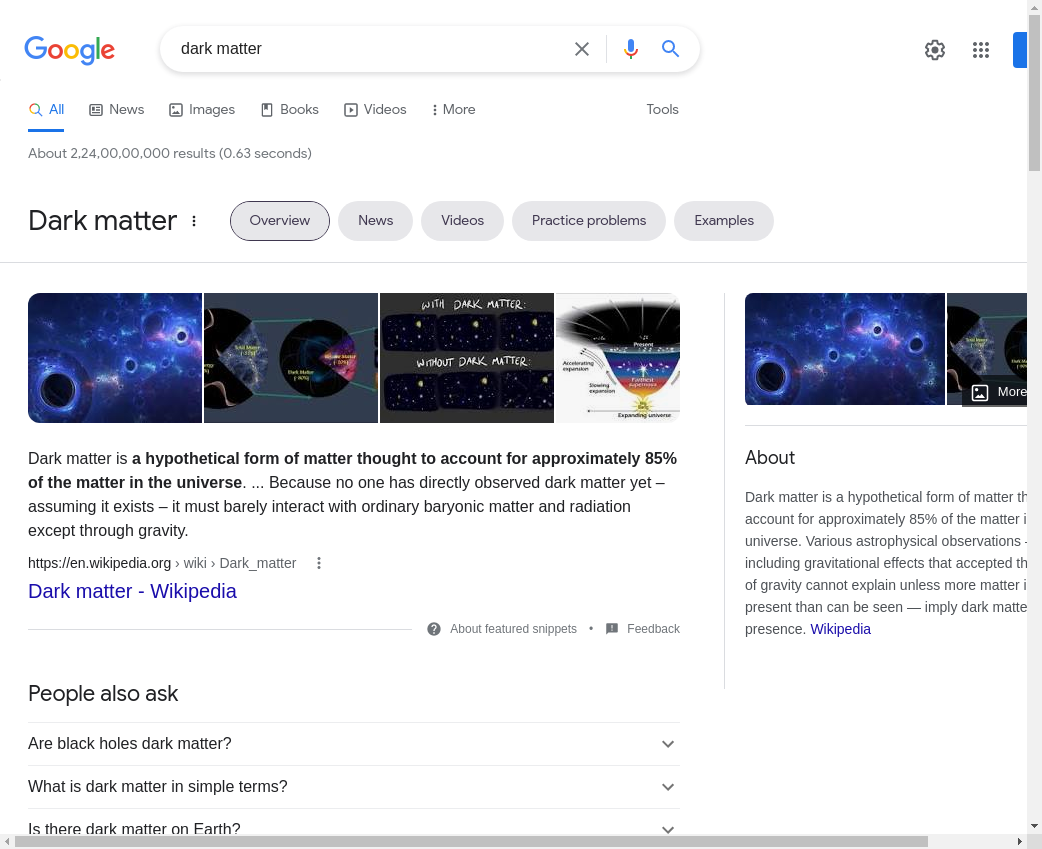 Google
dark matter
All
News
Images
Books
Videos
More
Tools
About 2,24,00,00,000 results (0.63 seconds)
Dark matter
Overview
News
Videos
Practice problems
Examples
WITH DARK MATTER:
WITHOUT DARK MATTER:
Present
Accelerating
expansion
Slowing
expansion
Farthest
supernova
Expanding universe
More
Dark matter is a hypothetical form of matter thought to account for approximately 85%
of the matter in the universe. ... Because no one has directly observed dark matter yet –
assuming it exists – it must barely interact with ordinary baryonic matter and radiation
except through gravity.
https://en.wikipedia.org › wiki › Dark_matter
Dark matter - Wikipedia
About featured snippets • Feedback
People also ask
Are black holes dark matter?
What is dark matter in simple terms?
Is there dark matter on Earth?
About
Dark matter is a hypothetical form of matter th
account for approximately 85% of the matter i
universe. Various astrophysical observations -
including gravitational effects that accepted th
of gravity cannot explain unless more matter i
present than can be seen — imply dark matte
presence. Wikipedia